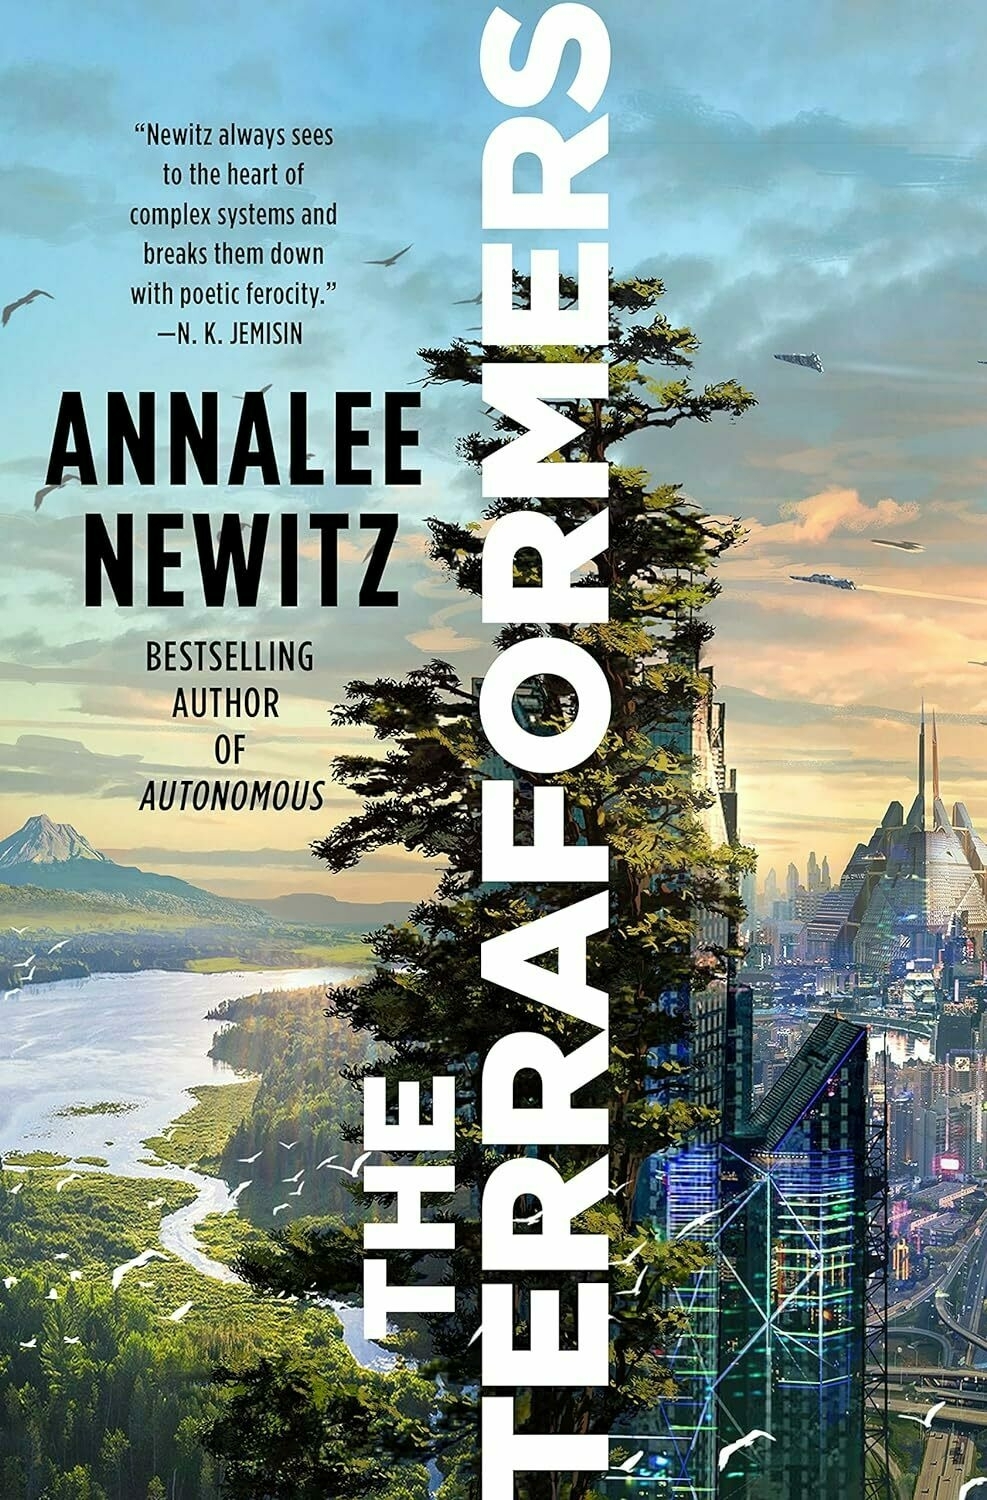 “Newitz always sees
to the heart of
complex systems and
breaks them down
with poetic ferocity.”
—N. K. JEMISIN
ANNALEE
NEWITZ
BESTSELLING
AUTHOR
OF
AUTONOMOUS
THE
TERRAFORMERS